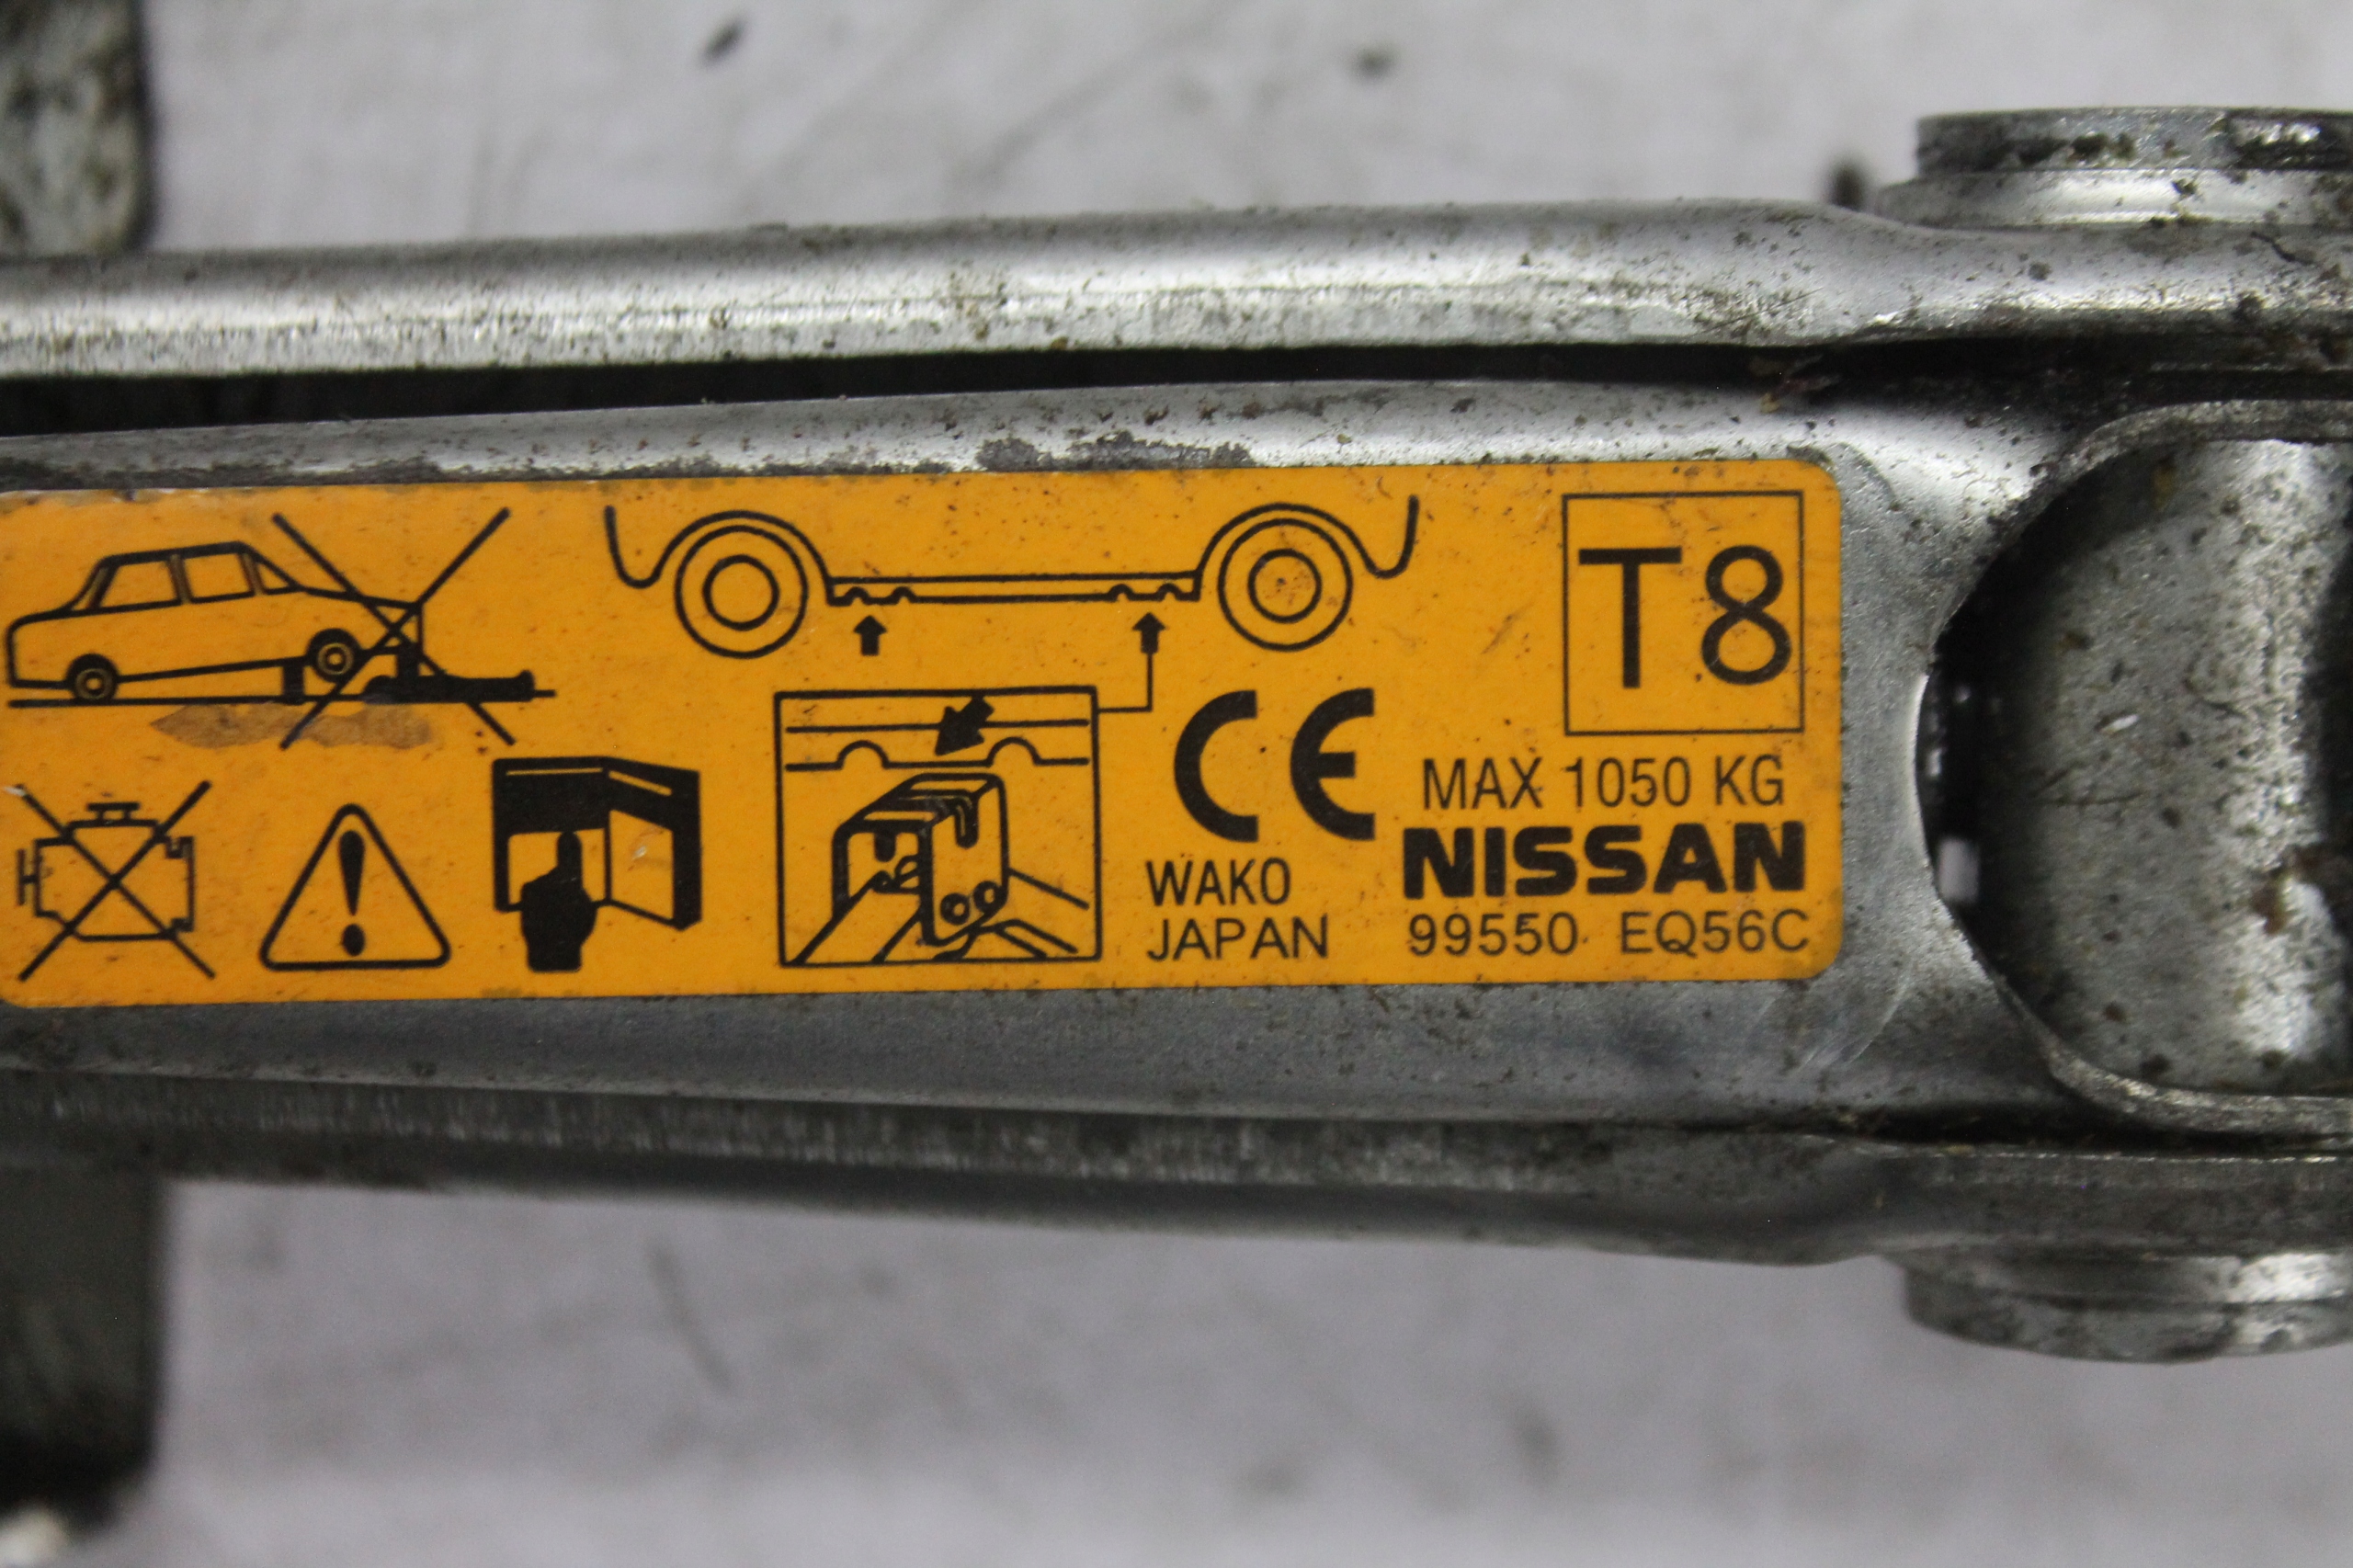 T8
CE
MAX 1050 KG
NISSAN
WAKO
JAPAN
99550 EQ56C